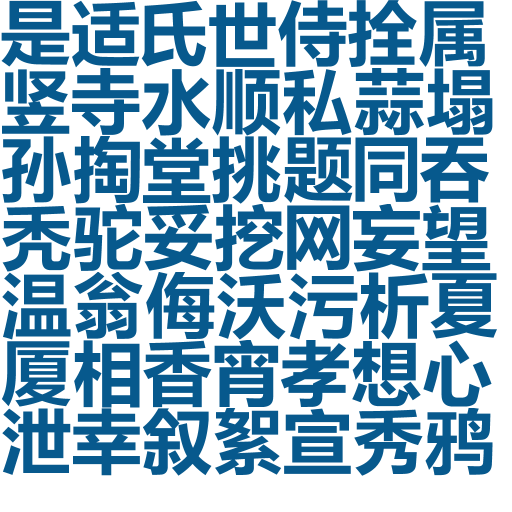 是适氏世侍拴属
竖寺水顺私蒜塌
孙掏堂挑题同吞
秃驼妥挖网妄望
温翁侮沃污析夏
厦相香宵孝想心
泄幸叙絮宣秀鸦